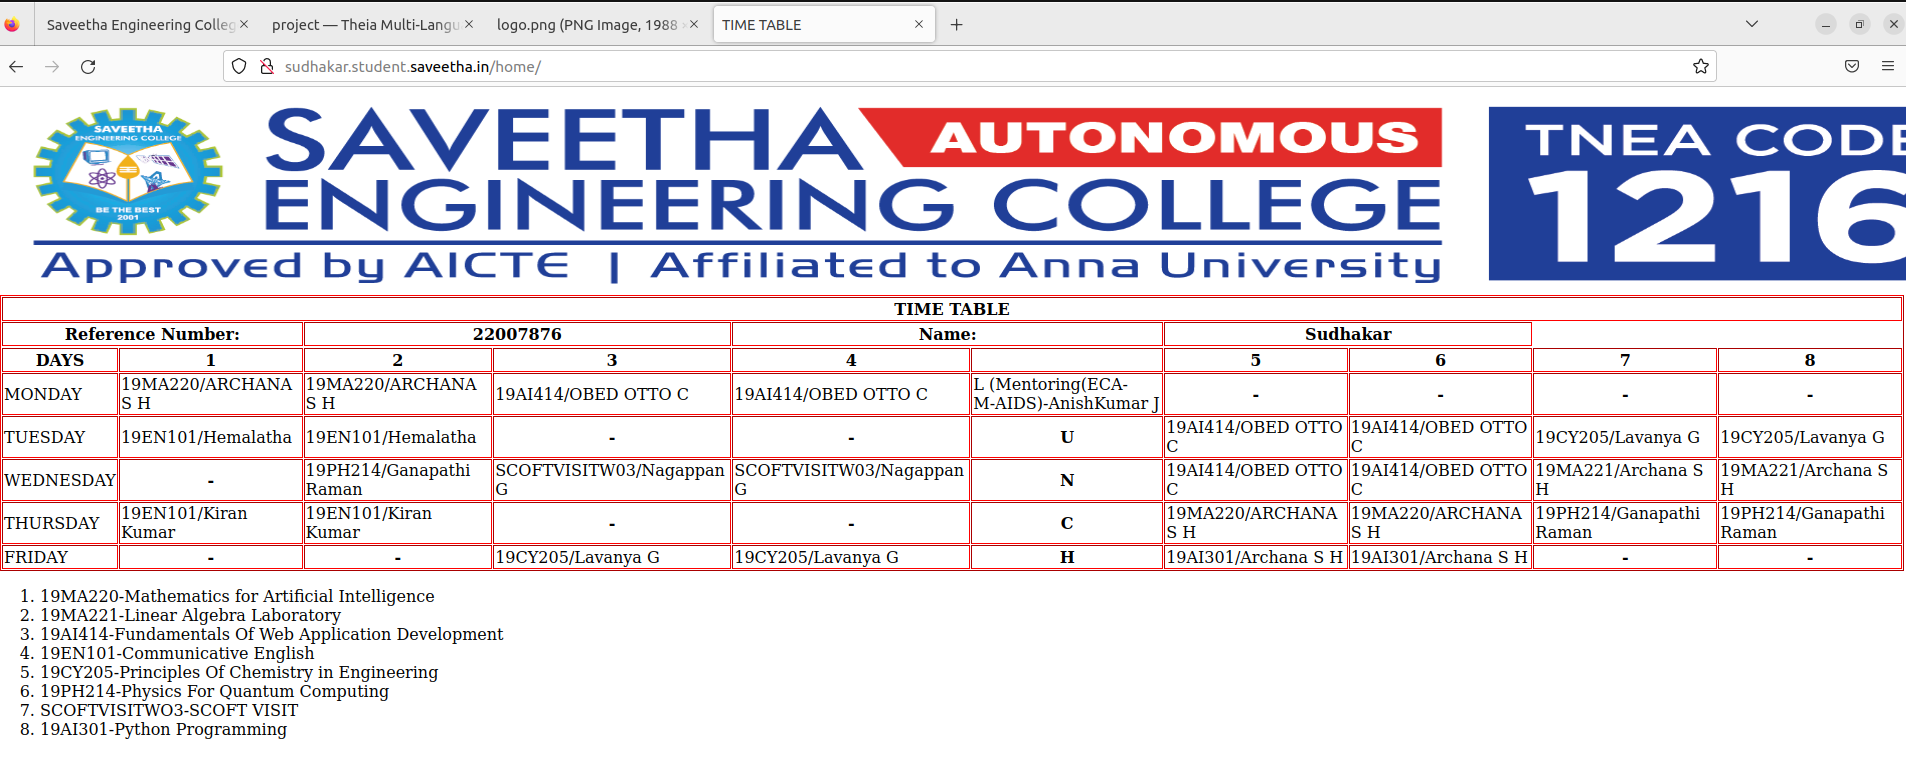 Saveetha Engineering Colleg
project — Theia Multi-Langu
logo.png (PNG Image, 1988
TIME TABLE
sudhakar.student.saveetha.in/home/
SAVEETHA
ENGINEERING COLLEGE
BE THE BEST
2001
SAVEETHA AUTONOMOUS
ENGINEERING COLLEGE
Approved by AICTE | Affiliated to Anna University
TNEA CODE
1216
TIME TABLE
Reference Number: 22007876 Name: Sudhakar
DAYS 1 2 3 4 5 6 7 8
MONDAY 19MA220/ARCHANA S H 19MA220/ARCHANA S H 19AI414/OBED OTTO C 19AI414/OBED OTTO C L (Mentoring(ECA-M-AIDS)-AnishKumar J - - - -
TUESDAY 19EN101/Hemalatha 19EN101/Hemalatha - - U 19AI414/OBED OTTO C 19AI414/OBED OTTO C 19CY205/Lavanya G 19CY205/Lavanya G
WEDNESDAY - 19PH214/Ganapathi Raman SCOFTVISITW03/Nagappan G SCOFTVISITW03/Nagappan G N 19AI414/OBED OTTO C 19AI414/OBED OTTO C 19MA221/Archana S H 19MA221/Archana S H
THURSDAY 19EN101/Kiran Kumar 19EN101/Kiran Kumar - - C 19MA220/ARCHANA S H 19MA220/ARCHANA S H 19PH214/Ganapathi Raman 19PH214/Ganapathi Raman
FRIDAY - - 19CY205/Lavanya G 19CY205/Lavanya G H 19AI301/Archana S H 19AI301/Archana S H - -
1. 19MA220-Mathematics for Artificial Intelligence
2. 19MA221-Linear Algebra Laboratory
3. 19AI414-Fundamentals Of Web Application Development
4. 19EN101-Communicative English
5. 19CY205-Principles Of Chemistry in Engineering
6. 19PH214-Physics For Quantum Computing
7. SCOFTVISITWO3-SCOFT VISIT
8. 19AI301-Python Programming